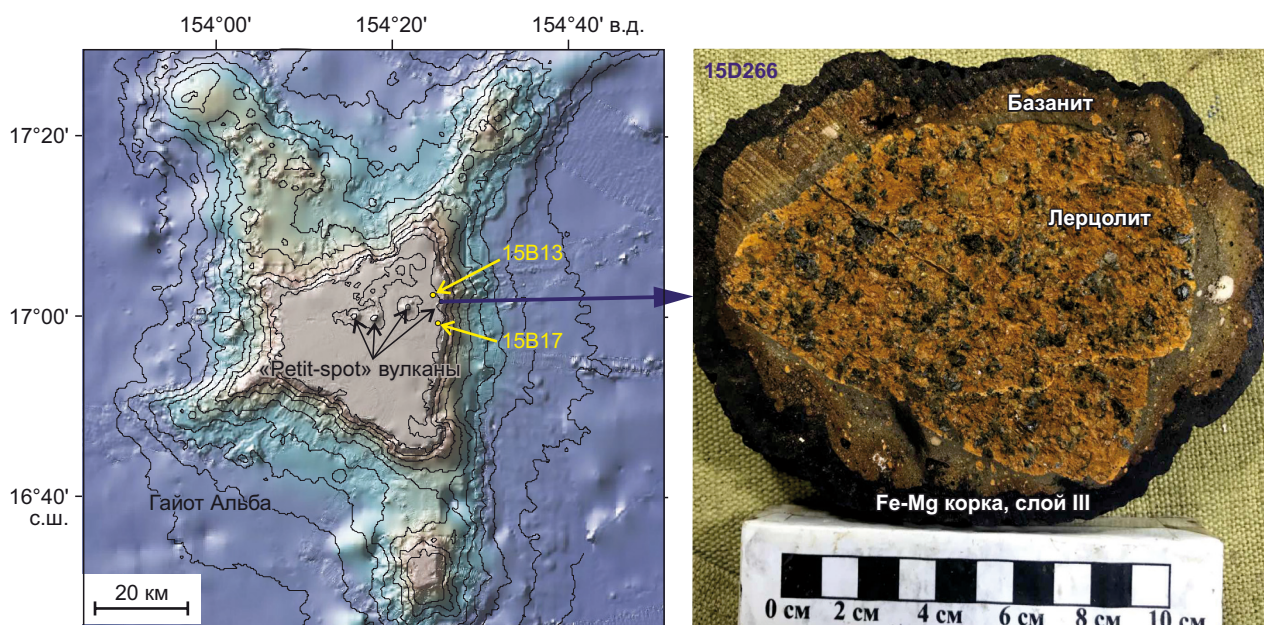 154°00'
154°20'
154°40' в.д.
17°20'
17°00'
16°40'
с.ш.
15B13
15B17
«Petit-spot» вулканы
Гайот Альба
20 км
15D266
Базанит
Лерцолит
Fe-Mg корка, слой III
0 см 2 см 4 см 6 см 8 см 10 см